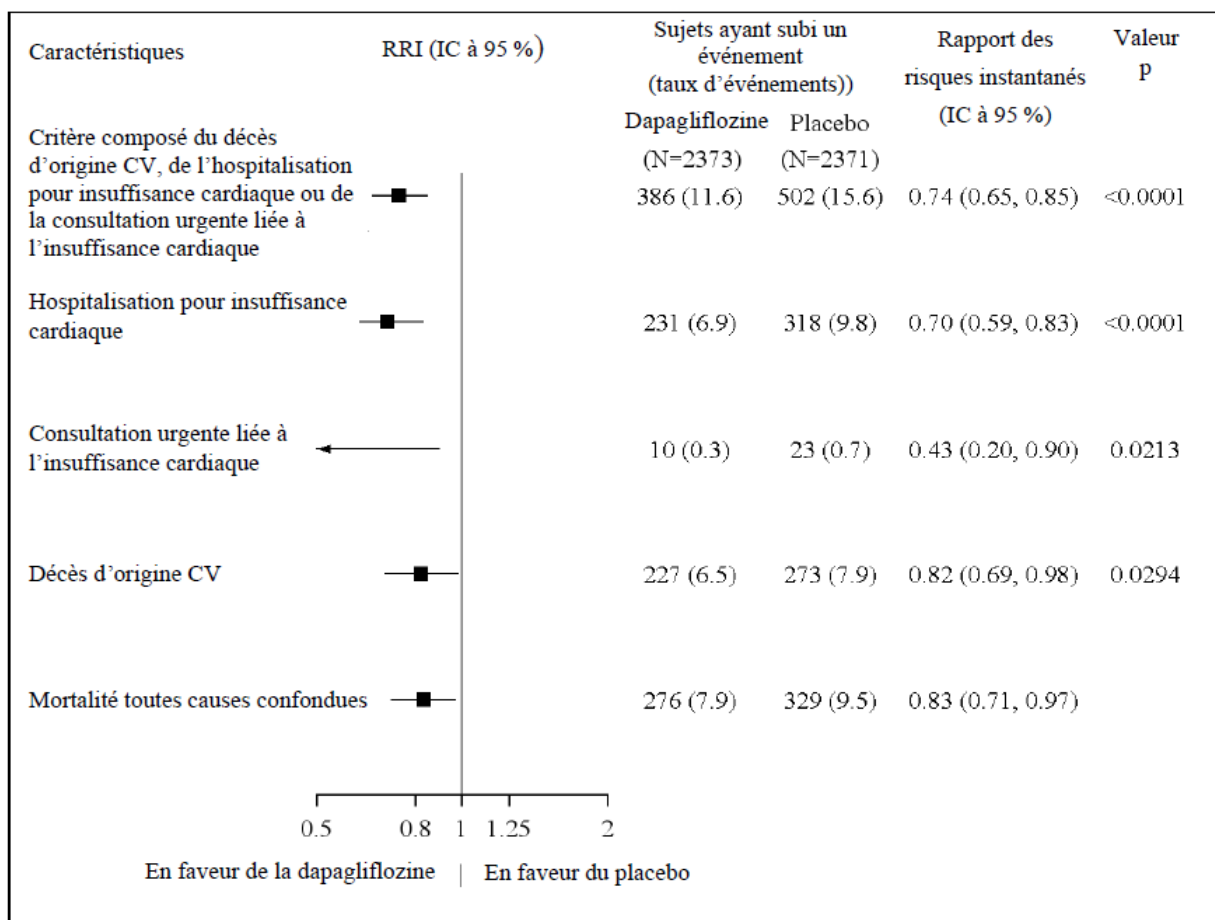 Caractéristiques
RRI (IC à 95 %)
Sujets ayant subi un
événement
(taux d’événements))
Rapport des
risques instantanés
(IC à 95 %)
Valeur
p
Dapagliflozine
(N=2373)
Placebo
(N=2371)
Critère composé du décès
d’origine CV, de l’hospitalisation
pour insuffisance cardiaque ou de
la consultation urgente liée à
l’insuffisance cardiaque
386 (11.6) 502 (15.6) 0.74 (0.65, 0.85) <0.0001
Hospitalisation pour insuffisance
cardiaque
231 (6.9) 318 (9.8) 0.70 (0.59, 0.83) <0.0001
Consultation urgente liée à
l’insuffisance cardiaque
10 (0.3) 23 (0.7) 0.43 (0.20, 0.90) 0.0213
Décès d’origine CV 227 (6.5) 273 (7.9) 0.82 (0.69, 0.98) 0.0294
Mortalité toutes causes confondues 276 (7.9) 329 (9.5) 0.83 (0.71, 0.97)
0.5 0.8 1 1.25 2
En faveur de la dapagliflozine | En faveur du placebo